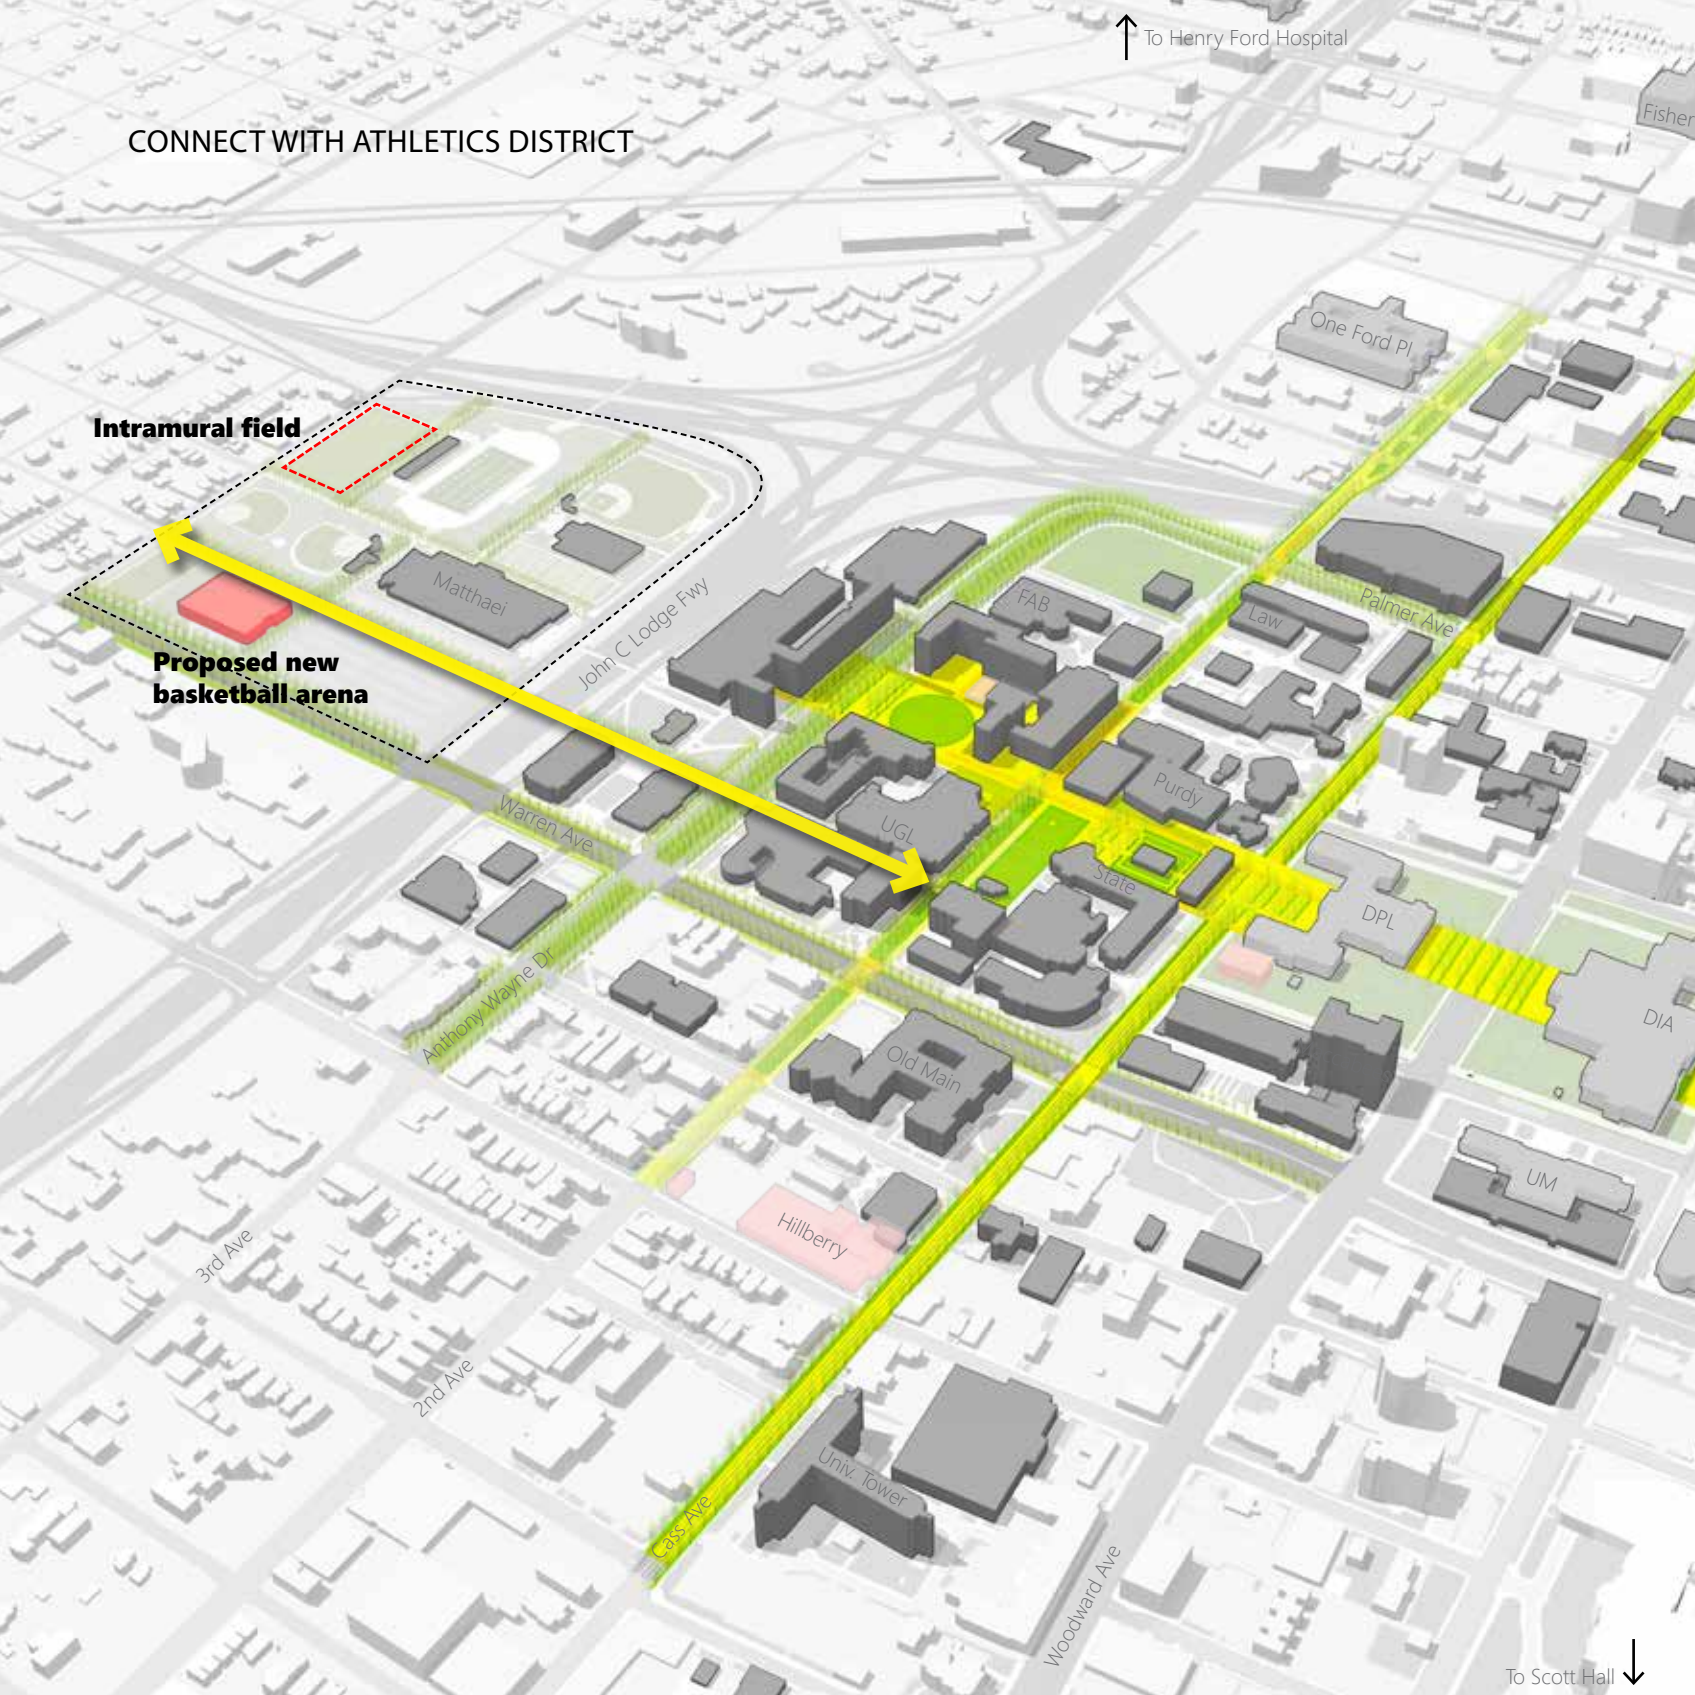 To Henry Ford Hospital
Fisher
CONNECT WITH ATHLETICS DISTRICT
One Ford Pl
Intramural field
Matthaei
FAB
Law
Palmer Ave
John C Lodge Fwy
Proposed new
basketball arena
Purdy
Warren Ave
UGL
State
DPL
DIA
Anthony Wayne Dr
Old Main
UM
Hillberry
3rd Ave
2nd Ave
Univ. Tower
Cass Ave
Woodward Ave
To Scott Hall